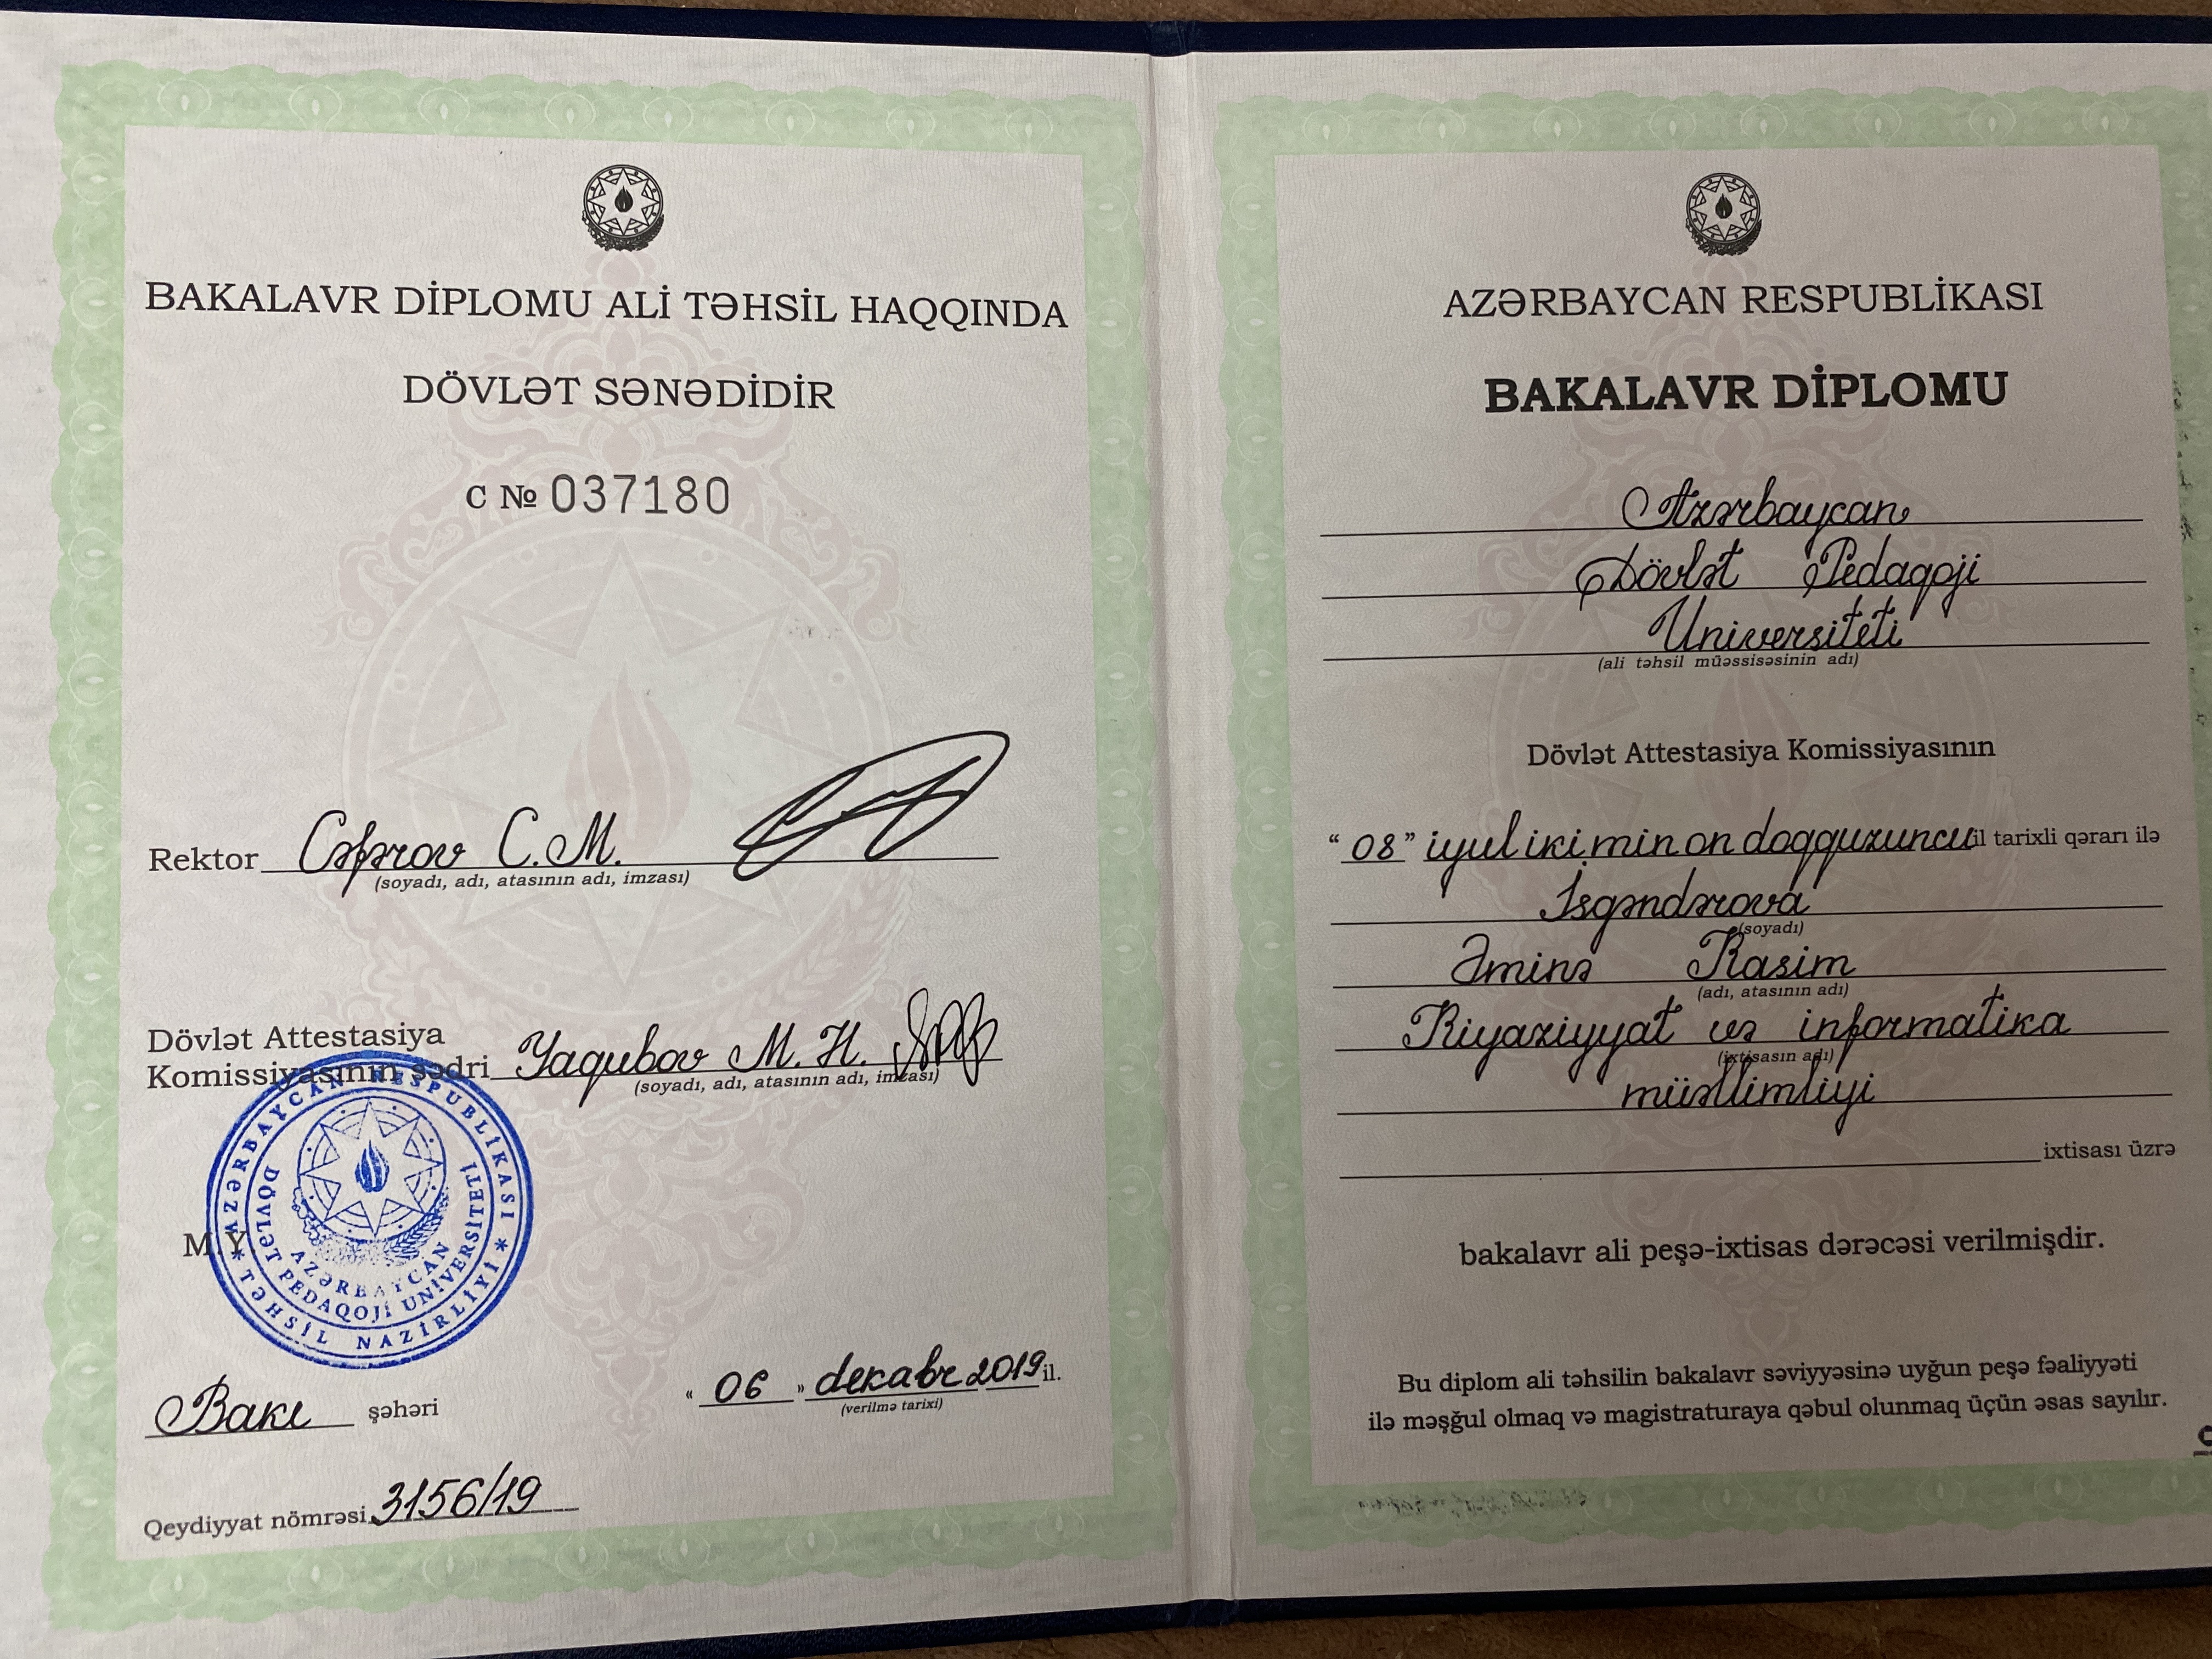 BAKALAVR DİPLOMU ALİ TƏHSİL HAQQINDA
DÖVLƏT SƏNƏDİDİR
C № 037180
Rektor Cəfərov C.M.
(soyadı, adı, atasının adı, imzası)
Dövlət Attestasiya
Komissiyasının sədri Yaqubov M.H.
(soyadı, adı, atasının adı, imzası)
M.Y
* AZƏRBAYCAN RESPUBLİKASI * TƏHSİL NAZİRLİYİ
AZƏRBAYCAN
DÖVLƏT PEDAQOJİ UNİVERSİTETİ
Bakı şəhəri
« 06 » dekabr 2019 il.
(verilmə tarixi)
Qeydiyyat nömrəsi 3156/19
AZƏRBAYCAN RESPUBLİKASI
BAKALAVR DİPLOMU
Azərbaycan
Dövlət Pedaqoji
Universiteti
(ali təhsil müəssisəsinin adı)
Dövlət Attestasiya Komissiyasının
“ 08 ” iyul iki min on doqquzuncu il tarixli qərarı ilə
İsgəndərova
(soyadı)
Əminə Rasim
(adı, atasının adı)
Riyaziyyat və informatika
(ixtisasın adı)
müəllimliyi
ixtisası üzrə
bakalavr ali peşə-ixtisas dərəcəsi verilmişdir.
Bu diplom ali təhsilin bakalavr səviyyəsinə uyğun peşə fəaliyyəti
ilə məşğul olmaq və magistraturaya qəbul olunmaq üçün əsas sayılır.